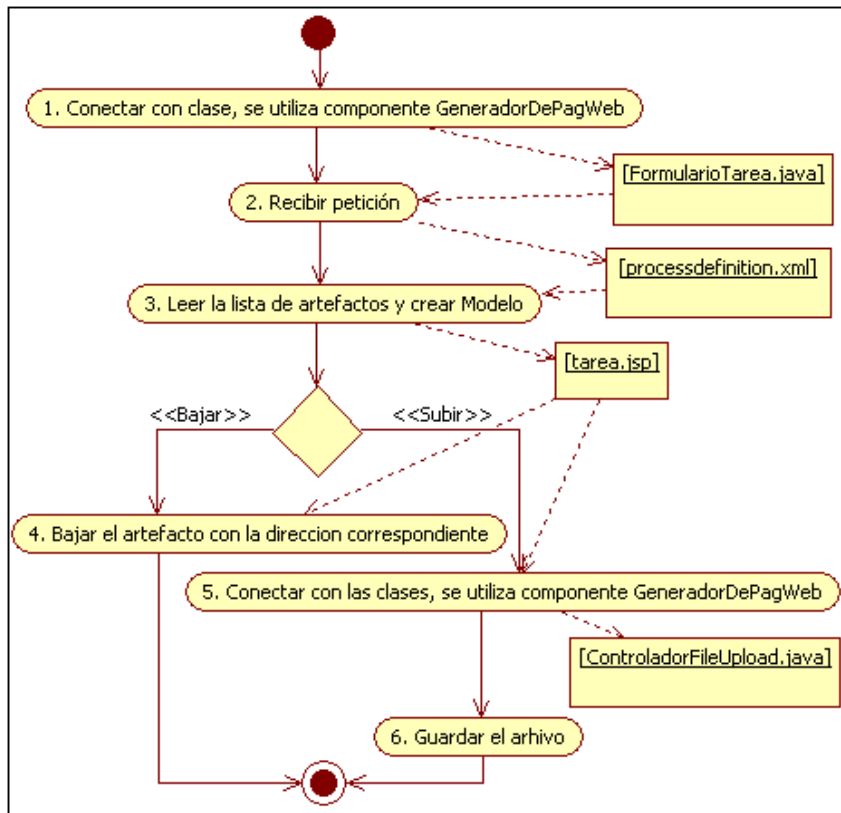 1. Conectar con clase, se utiliza componente GeneradorDePagWeb
[FormularioTarea.java]
2. Recibir petición
[processdefinition.xml]
3. Leer la lista de artefactos y crear Modelo
[tarea.jsp]
<<Bajar>>
<<Subir>>
4. Bajar el artefacto con la direccion correspondiente
5. Conectar con las clases, se utiliza componente GeneradorDePagWeb
[ControladorFileUpload.java]
6. Guardar el arhivo